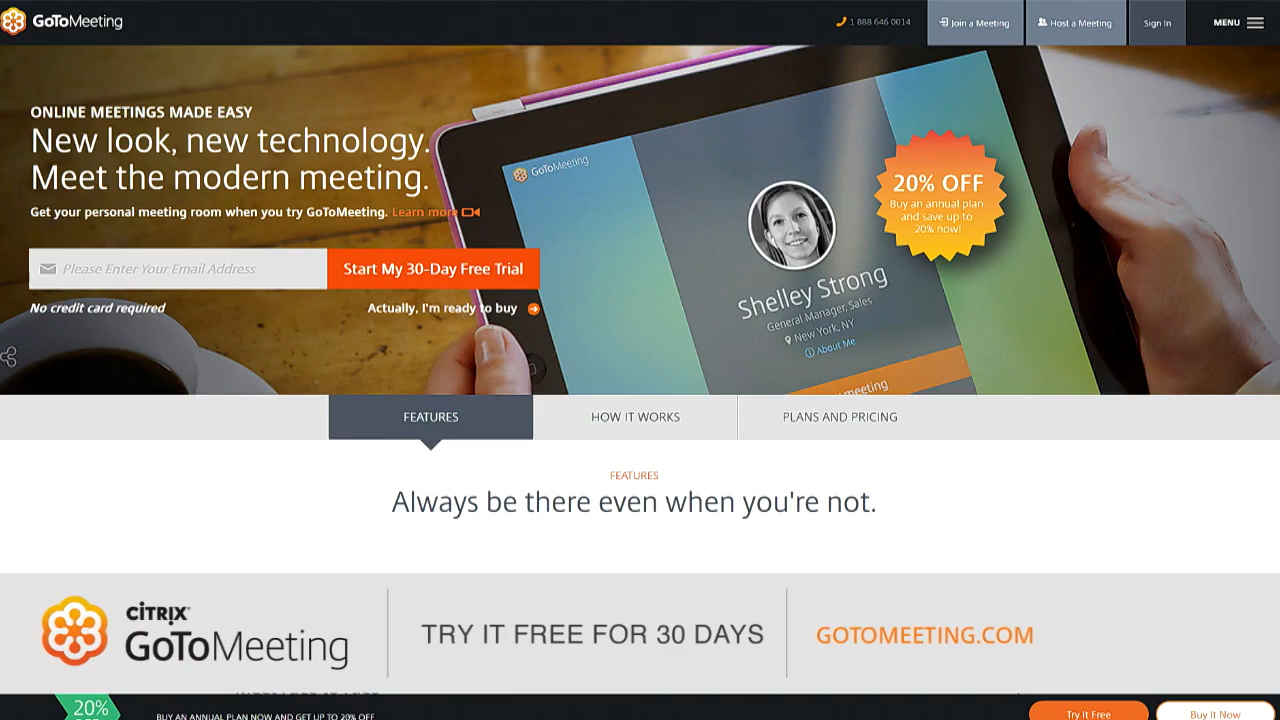 GoToMeeting
1 888 646 0014
Join a Meeting
Host a Meeting
Sign In
MENU
ONLINE MEETINGS MADE EASY
New look, new technology.
Meet the modern meeting.
Get your personal meeting room when you try GoToMeeting. Learn more
Please Enter Your Email Address
Start My 30-Day Free Trial
No credit card required
Actually, I'm ready to buy
GoToMeeting
Shelley Strong
General Manager, Sales
New York, NY
About Me
meeting
20% OFF
Buy an annual plan
and save up to
20% now!
FEATURES
HOW IT WORKS
PLANS AND PRICING
FEATURES
Always be there even when you're not.
CITRIX®
GoToMeeting
TRY IT FREE FOR 30 DAYS
GOTOMEETING.COM
20%
BUY AN ANNUAL PLAN NOW AND GET UP TO 20% OFF
Try It Free
Buy It Now